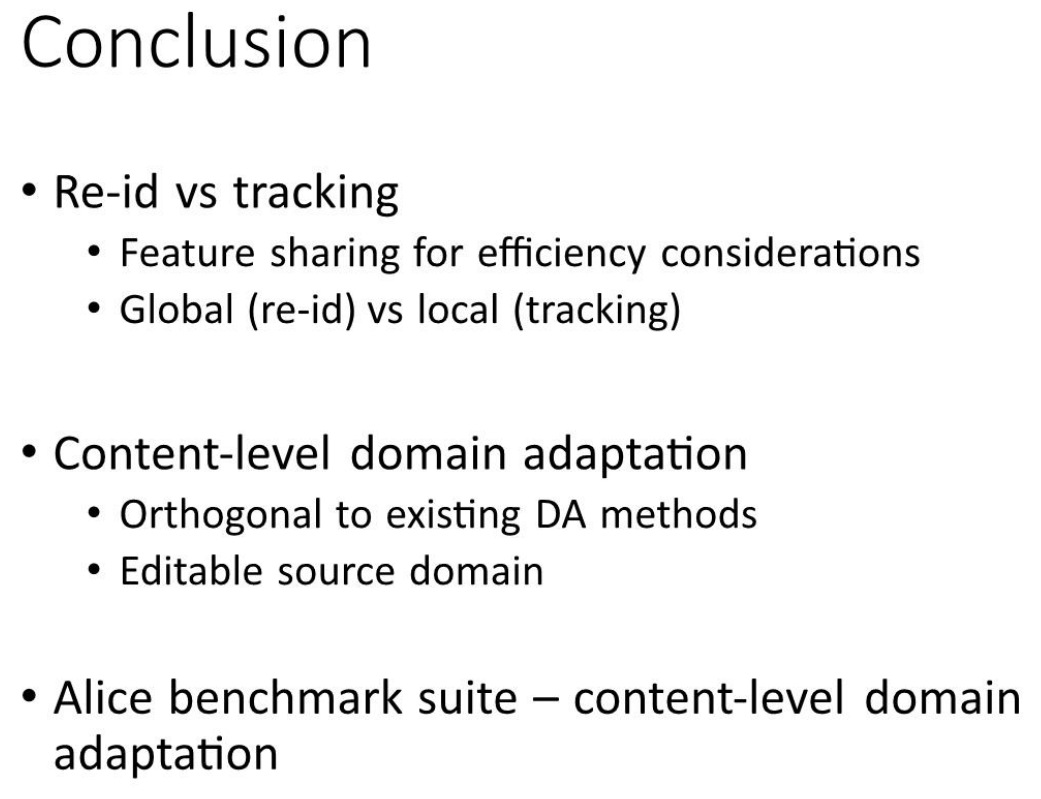 Conclusion
• Re-id vs tracking
• Feature sharing for efficiency considerations
• Global (re-id) vs local (tracking)
• Content-level domain adaptation
• Orthogonal to existing DA methods
• Editable source domain
• Alice benchmark suite – content-level domain
adaptation